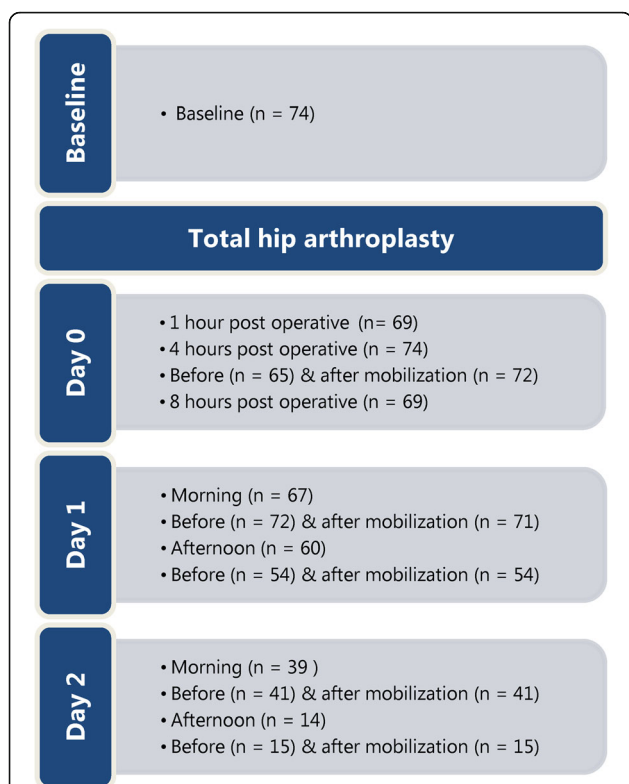 Baseline
• Baseline (n = 74)
Total hip arthroplasty
Day 0
• 1 hour post operative (n= 69)
• 4 hours post operative (n = 74)
• Before (n = 65) & after mobilization (n = 72)
• 8 hours post operative (n = 69)
Day 1
• Morning (n = 67)
• Before (n = 72) & after mobilization (n = 71)
• Afternoon (n = 60)
• Before (n = 54) & after mobilization (n = 54)
Day 2
• Morning (n = 39 )
• Before (n = 41) & after mobilization (n = 41)
• Afternoon (n = 14)
• Before (n = 15) & after mobilization (n = 15)